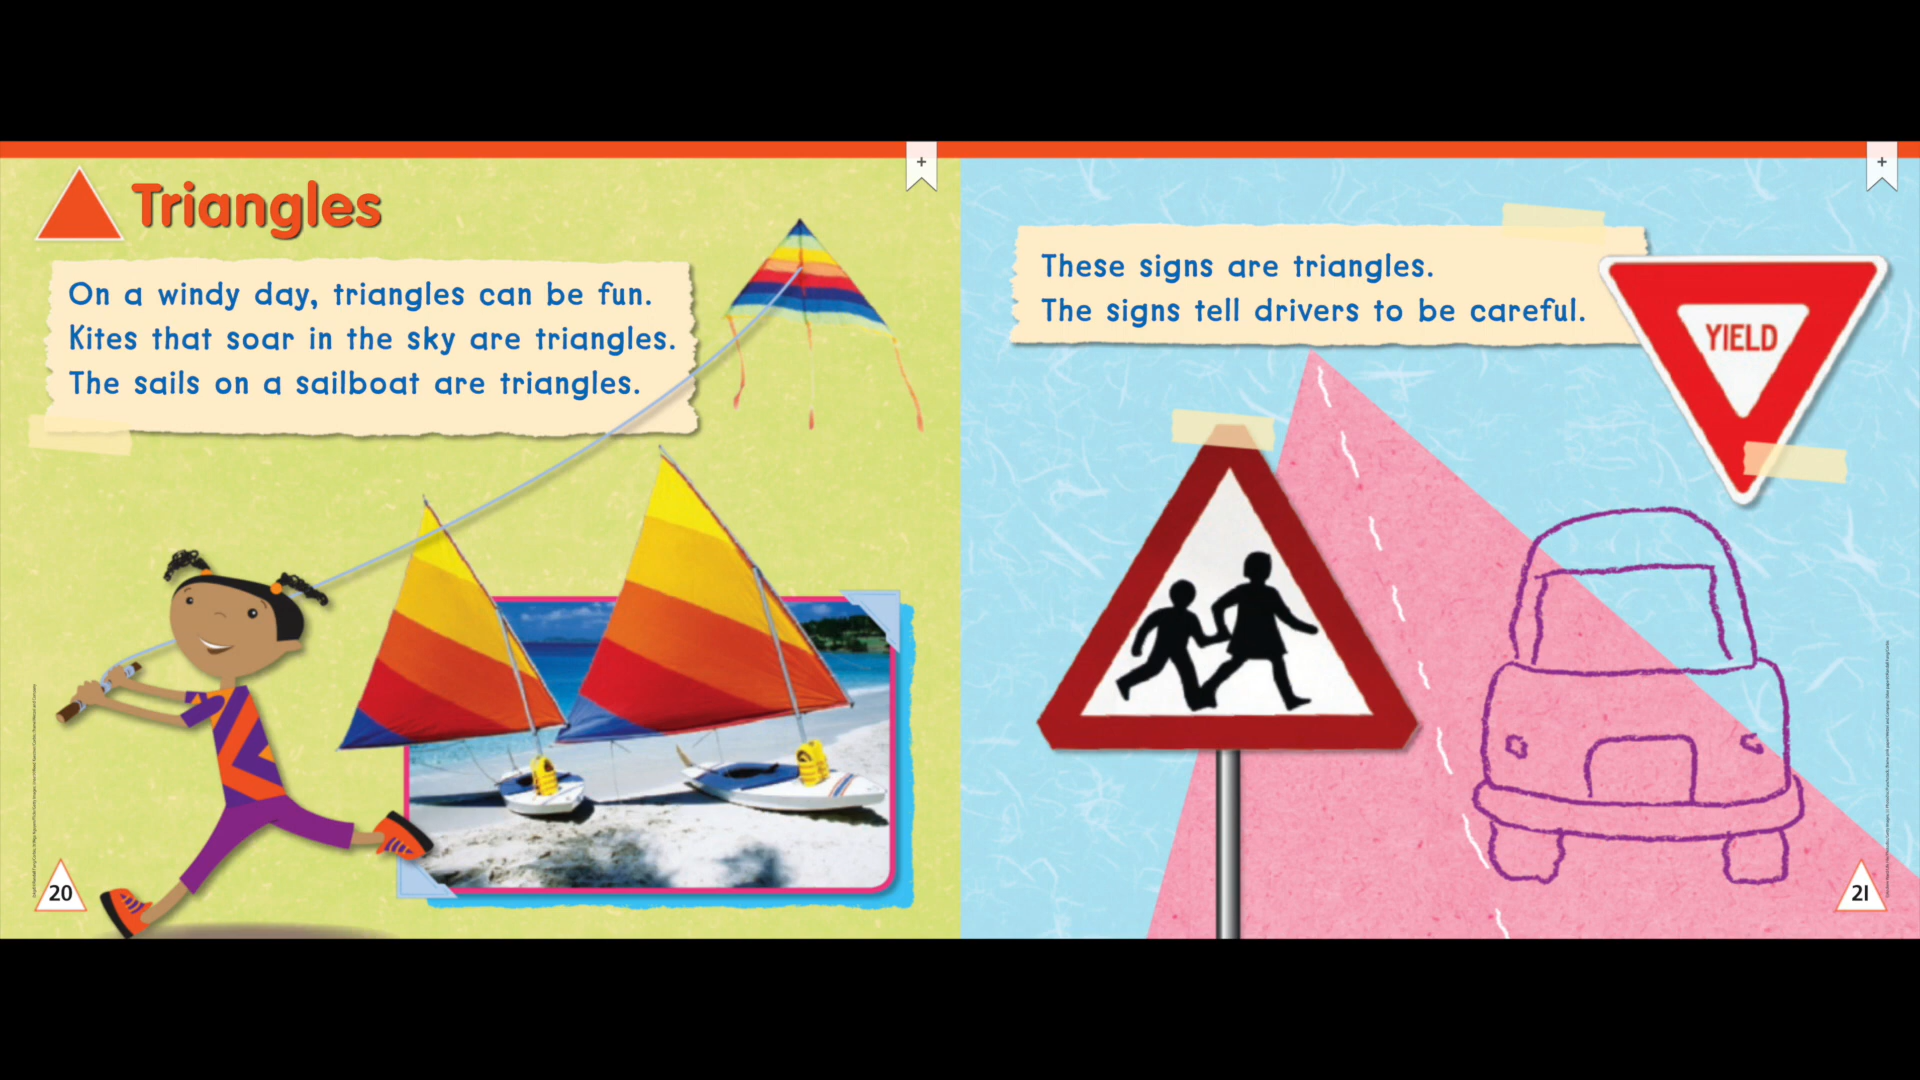 Triangles
On a windy day, triangles can be fun.
Kites that soar in the sky are triangles.
The sails on a sailboat are triangles.
20
These signs are triangles.
The signs tell drivers to be careful.
YIELD
21